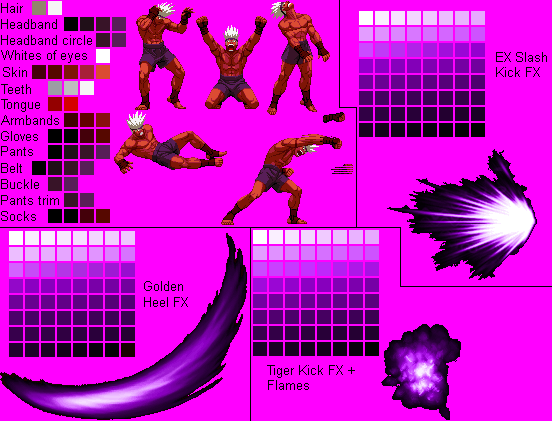 Hair
Headband
Headband circle
Whites of eyes
Skin
Teeth
Tongue
Armbands
Gloves
Pants
Belt
Buckle
Pants trim
Socks
EX Slash
Kick FX
Golden
Heel FX
Tiger Kick FX +
Flames